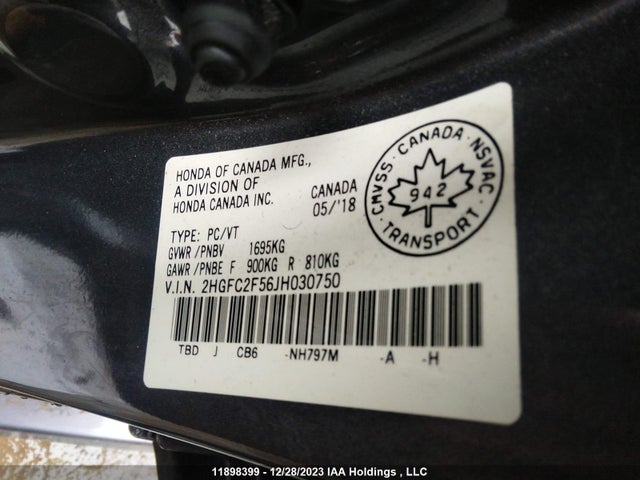 HONDA OF CANADA MFG.,
A DIVISION OF
HONDA CANADA INC.
CANADA
05/'18
TYPE: PC/VT
GVWR/PNBV 1695KG
GAWR/PNBE F 900KG R 810KG
V.I.N. 2HGFC2F56JH030750
TBD J CB6 -NH797M -A -H
CMVSS · CANADA · NSVAC
942
· TRANSPORT ·
11898399 - 12/28/2023 IAA Holdings , LLC